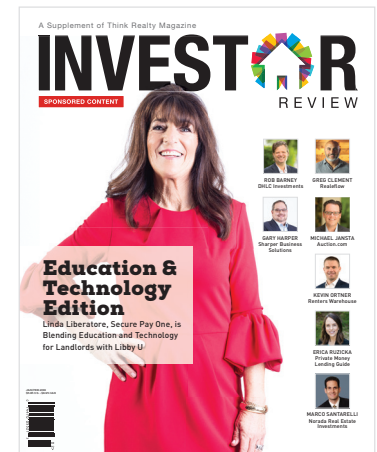 A Supplement of Think Realty Magazine
INVESTOR
REVIEW
SPONSORED CONTENT
ROB BARNEY
DHLC Investments
GREG CLEMENT
Realeflow
GARY HARPER
Sharper Business
Solutions
MICHAEL JANSTA
Auction.com
KEVIN ORTNER
Renters Warehouse
ERICA RUZICKA
Private Money
Lending Guide
MARCO SANTARELLI
Norada Real Estate
Investments
Education &
Technology
Edition
Linda Liberatore, Secure Pay One, is
Blending Education and Technology
for Landlords with Libby U